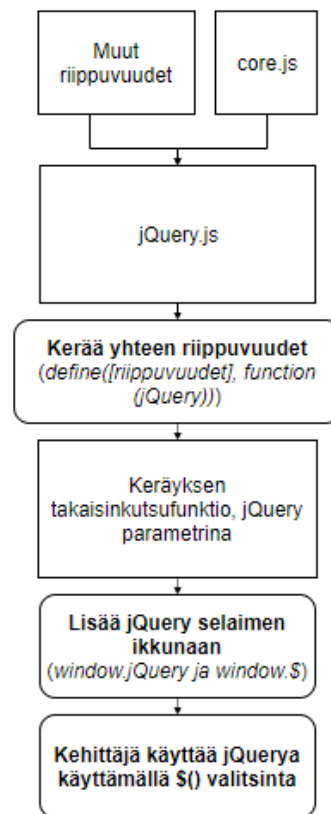 Muut
riippuvuudet
core.js
jQuery.js
Kerää yhteen riippuvuudet
(define([riippuvuudet], function
(jQuery)))
Keräyksen
takaisinkutsufunktio, jQuery
parametrina
Lisää jQuery selaimen
ikkunaan
(window.jQuery ja window.$)
Kehittäjä käyttää jQuerya
käyttämällä $() valitsinta